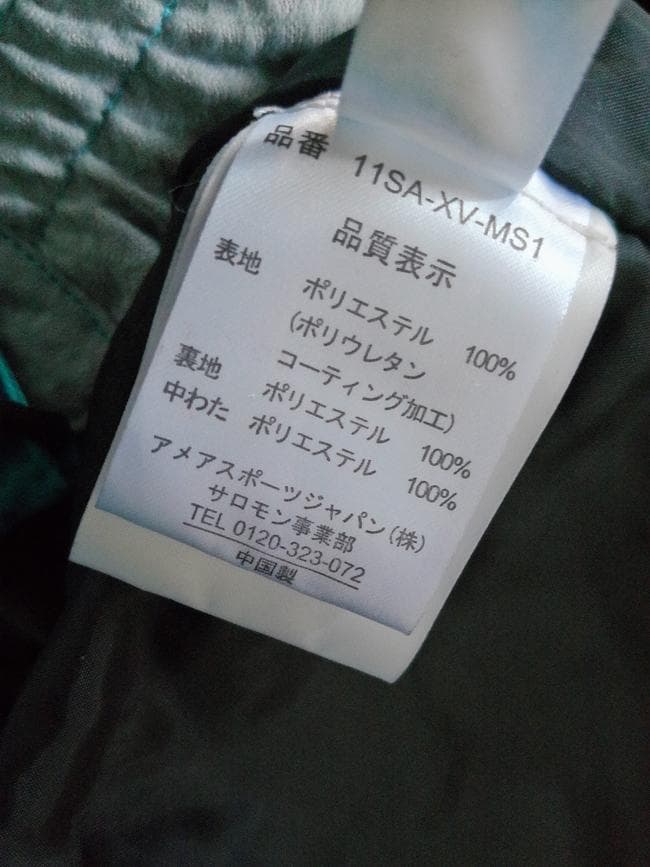 品番 11SA-XV-MS1
品質表示
表地 ポリエステル 100%
(ポリウレタン
コーティング加工)
裏地 ポリエステル 100%
中わた ポリエステル 100%
アメアスポーツジャパン(株)
サロモン事業部
TEL 0120-323-072
中国製